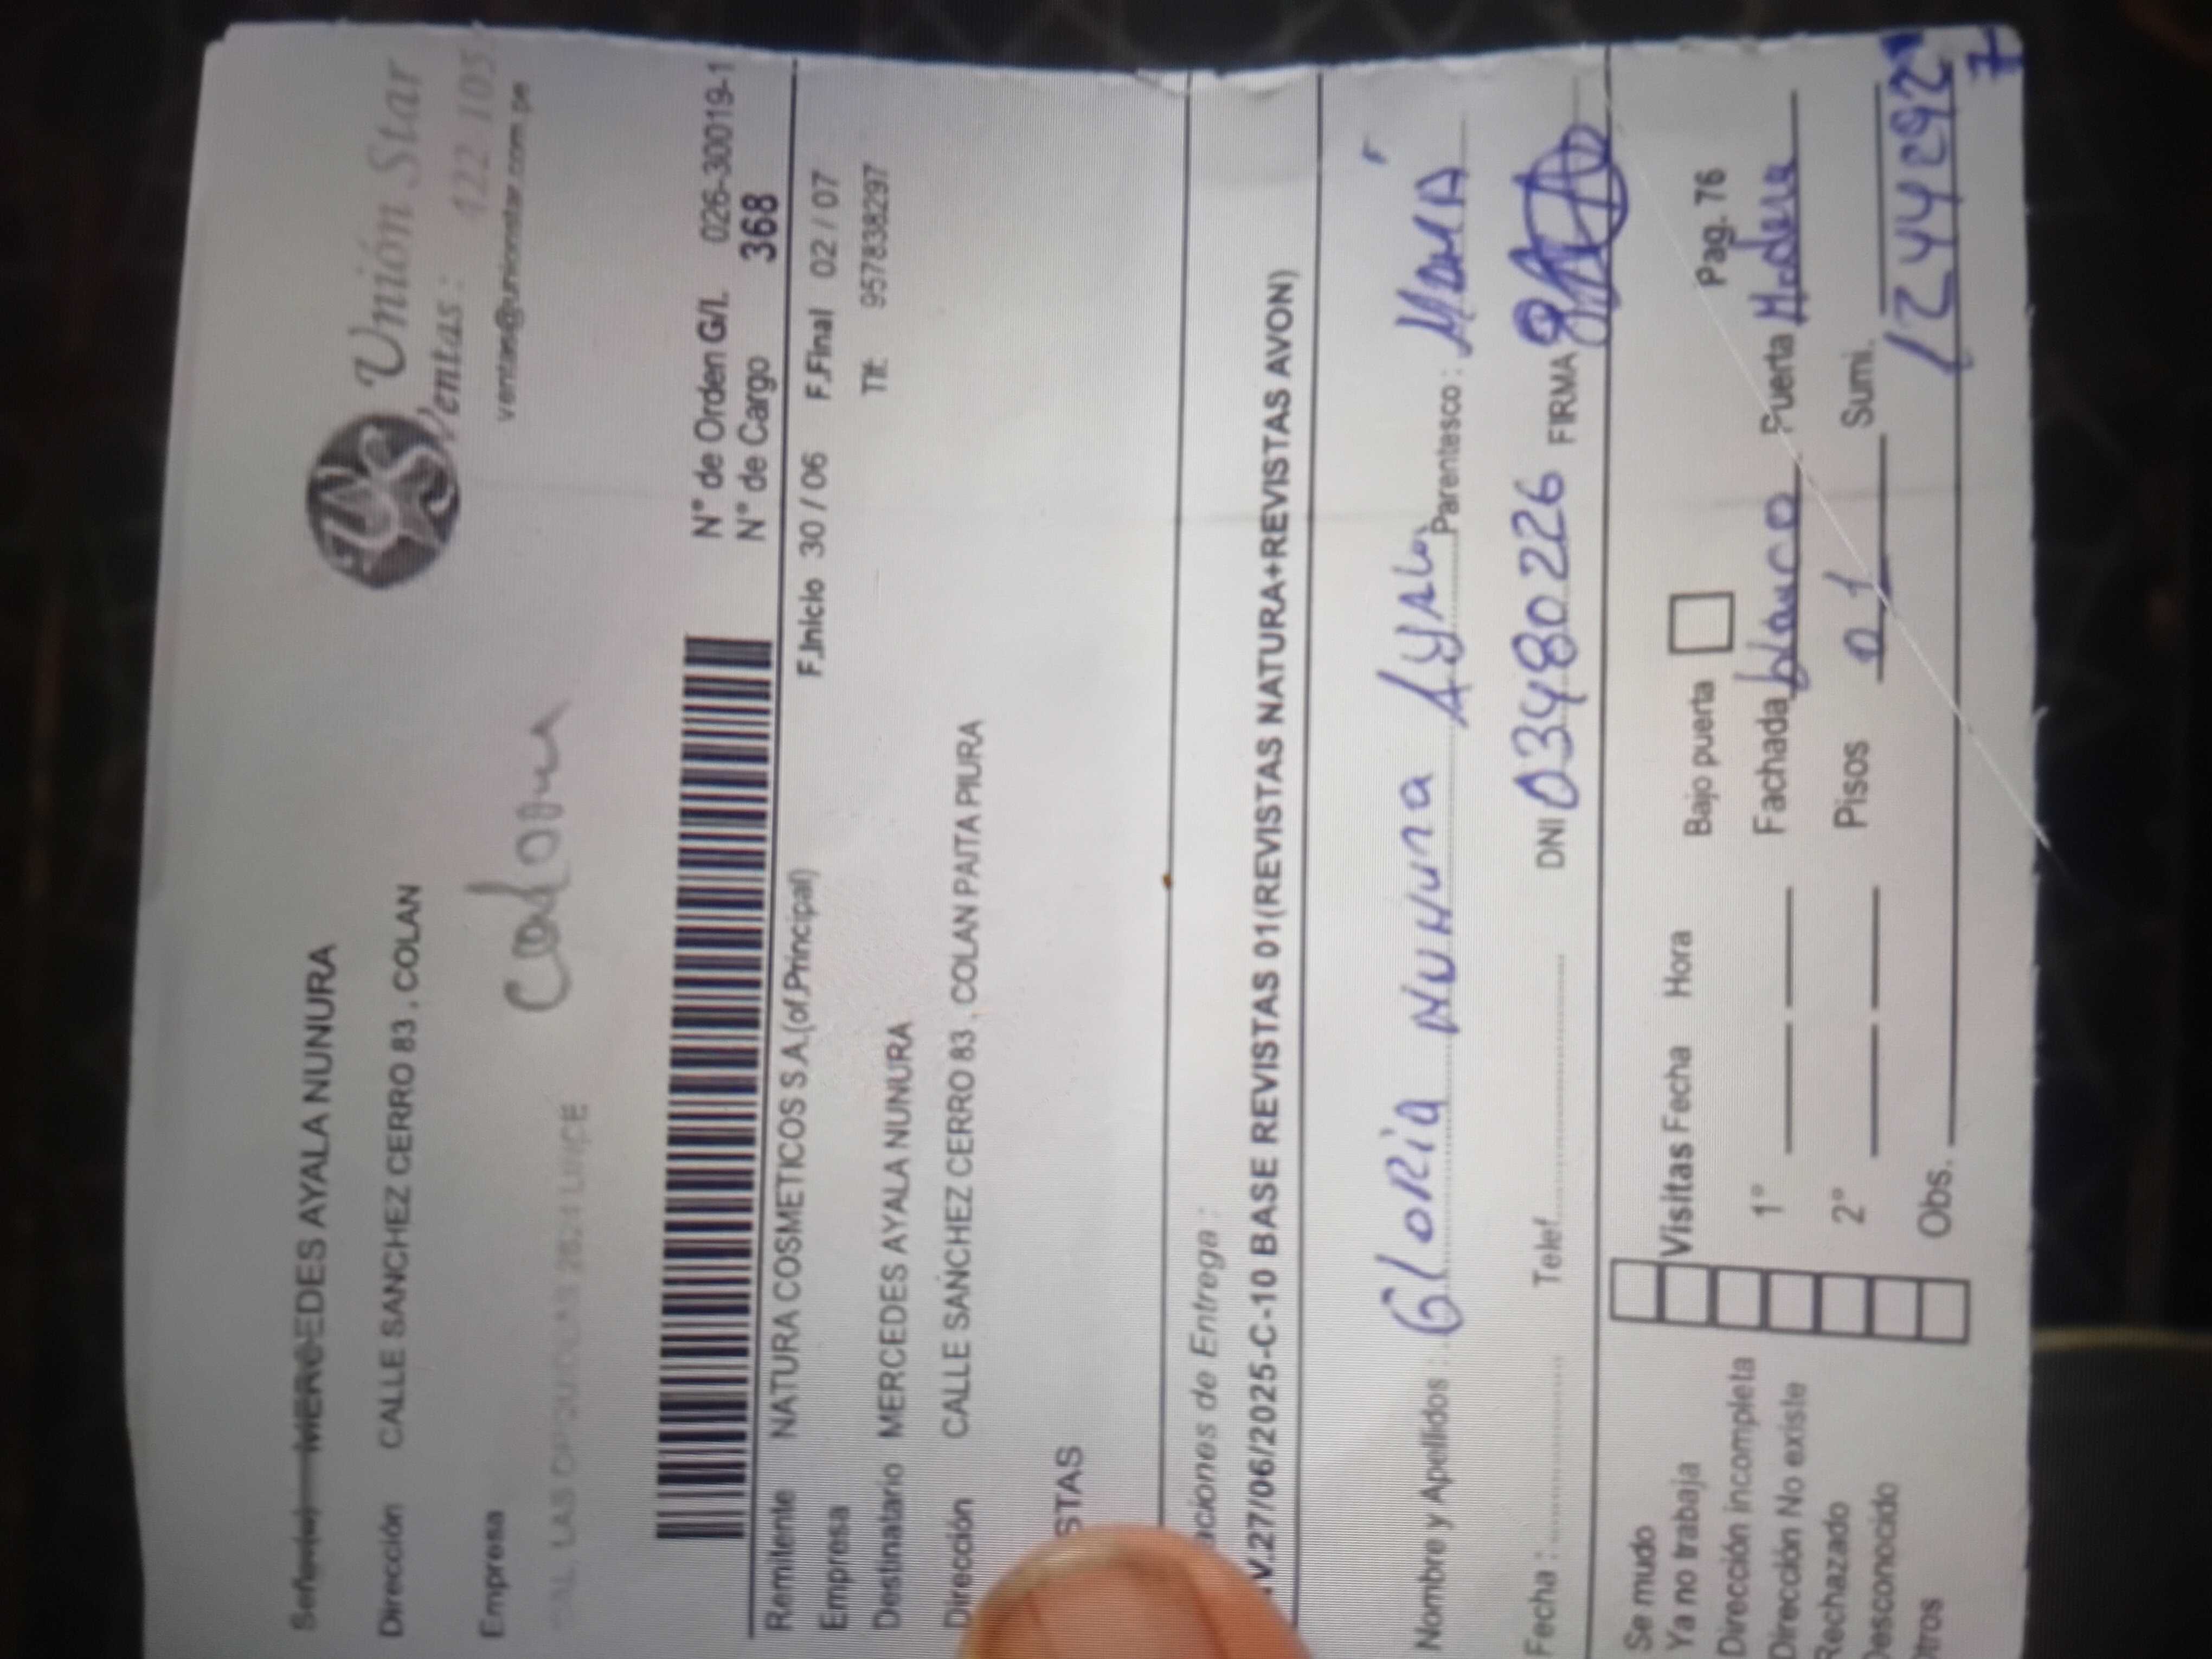 Unión Star
Ventas: 422 105
ventas@unionstar.com.pe
MERCEDES AYALA NUNURA
Dirección CALLE SANCHEZ CERRO 83 , COLAN
Empresa
N° de Orden G/L 026-30019-1
N° de Cargo 368
Remitente NATURA COSMETICOS S.A.(of.Principal) F.Inicio 30 / 06 F.Final 02 / 07
Empresa
Destinatario MERCEDES AYALA NUNURA Tlf: 957838297
Dirección CALLE SANCHEZ CERRO 83 , COLAN PAITA PIURA
STAS
aciones de Entrega :
V.27/06/2025-C-10 BASE REVISTAS 01(REVISTAS NATURA+REVISTAS AVON)
Nombre y Apellidos : Gloria Nunura Ayala Parentesco : MAMÁ
Fecha : Telef. DNI 03480226 FIRMA
Se mudo
Ya no trabaja Visitas Fecha Hora Bajo puerta Pag. 76
Dirección incompleta
Dirección No existe 1° Fachada blanco Puerta Madera
Rechazado 2° Pisos 01 Sumi.
Desconocido
Otros Obs.